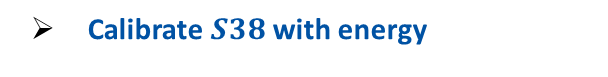 ➢ Calibrate S38 with energy